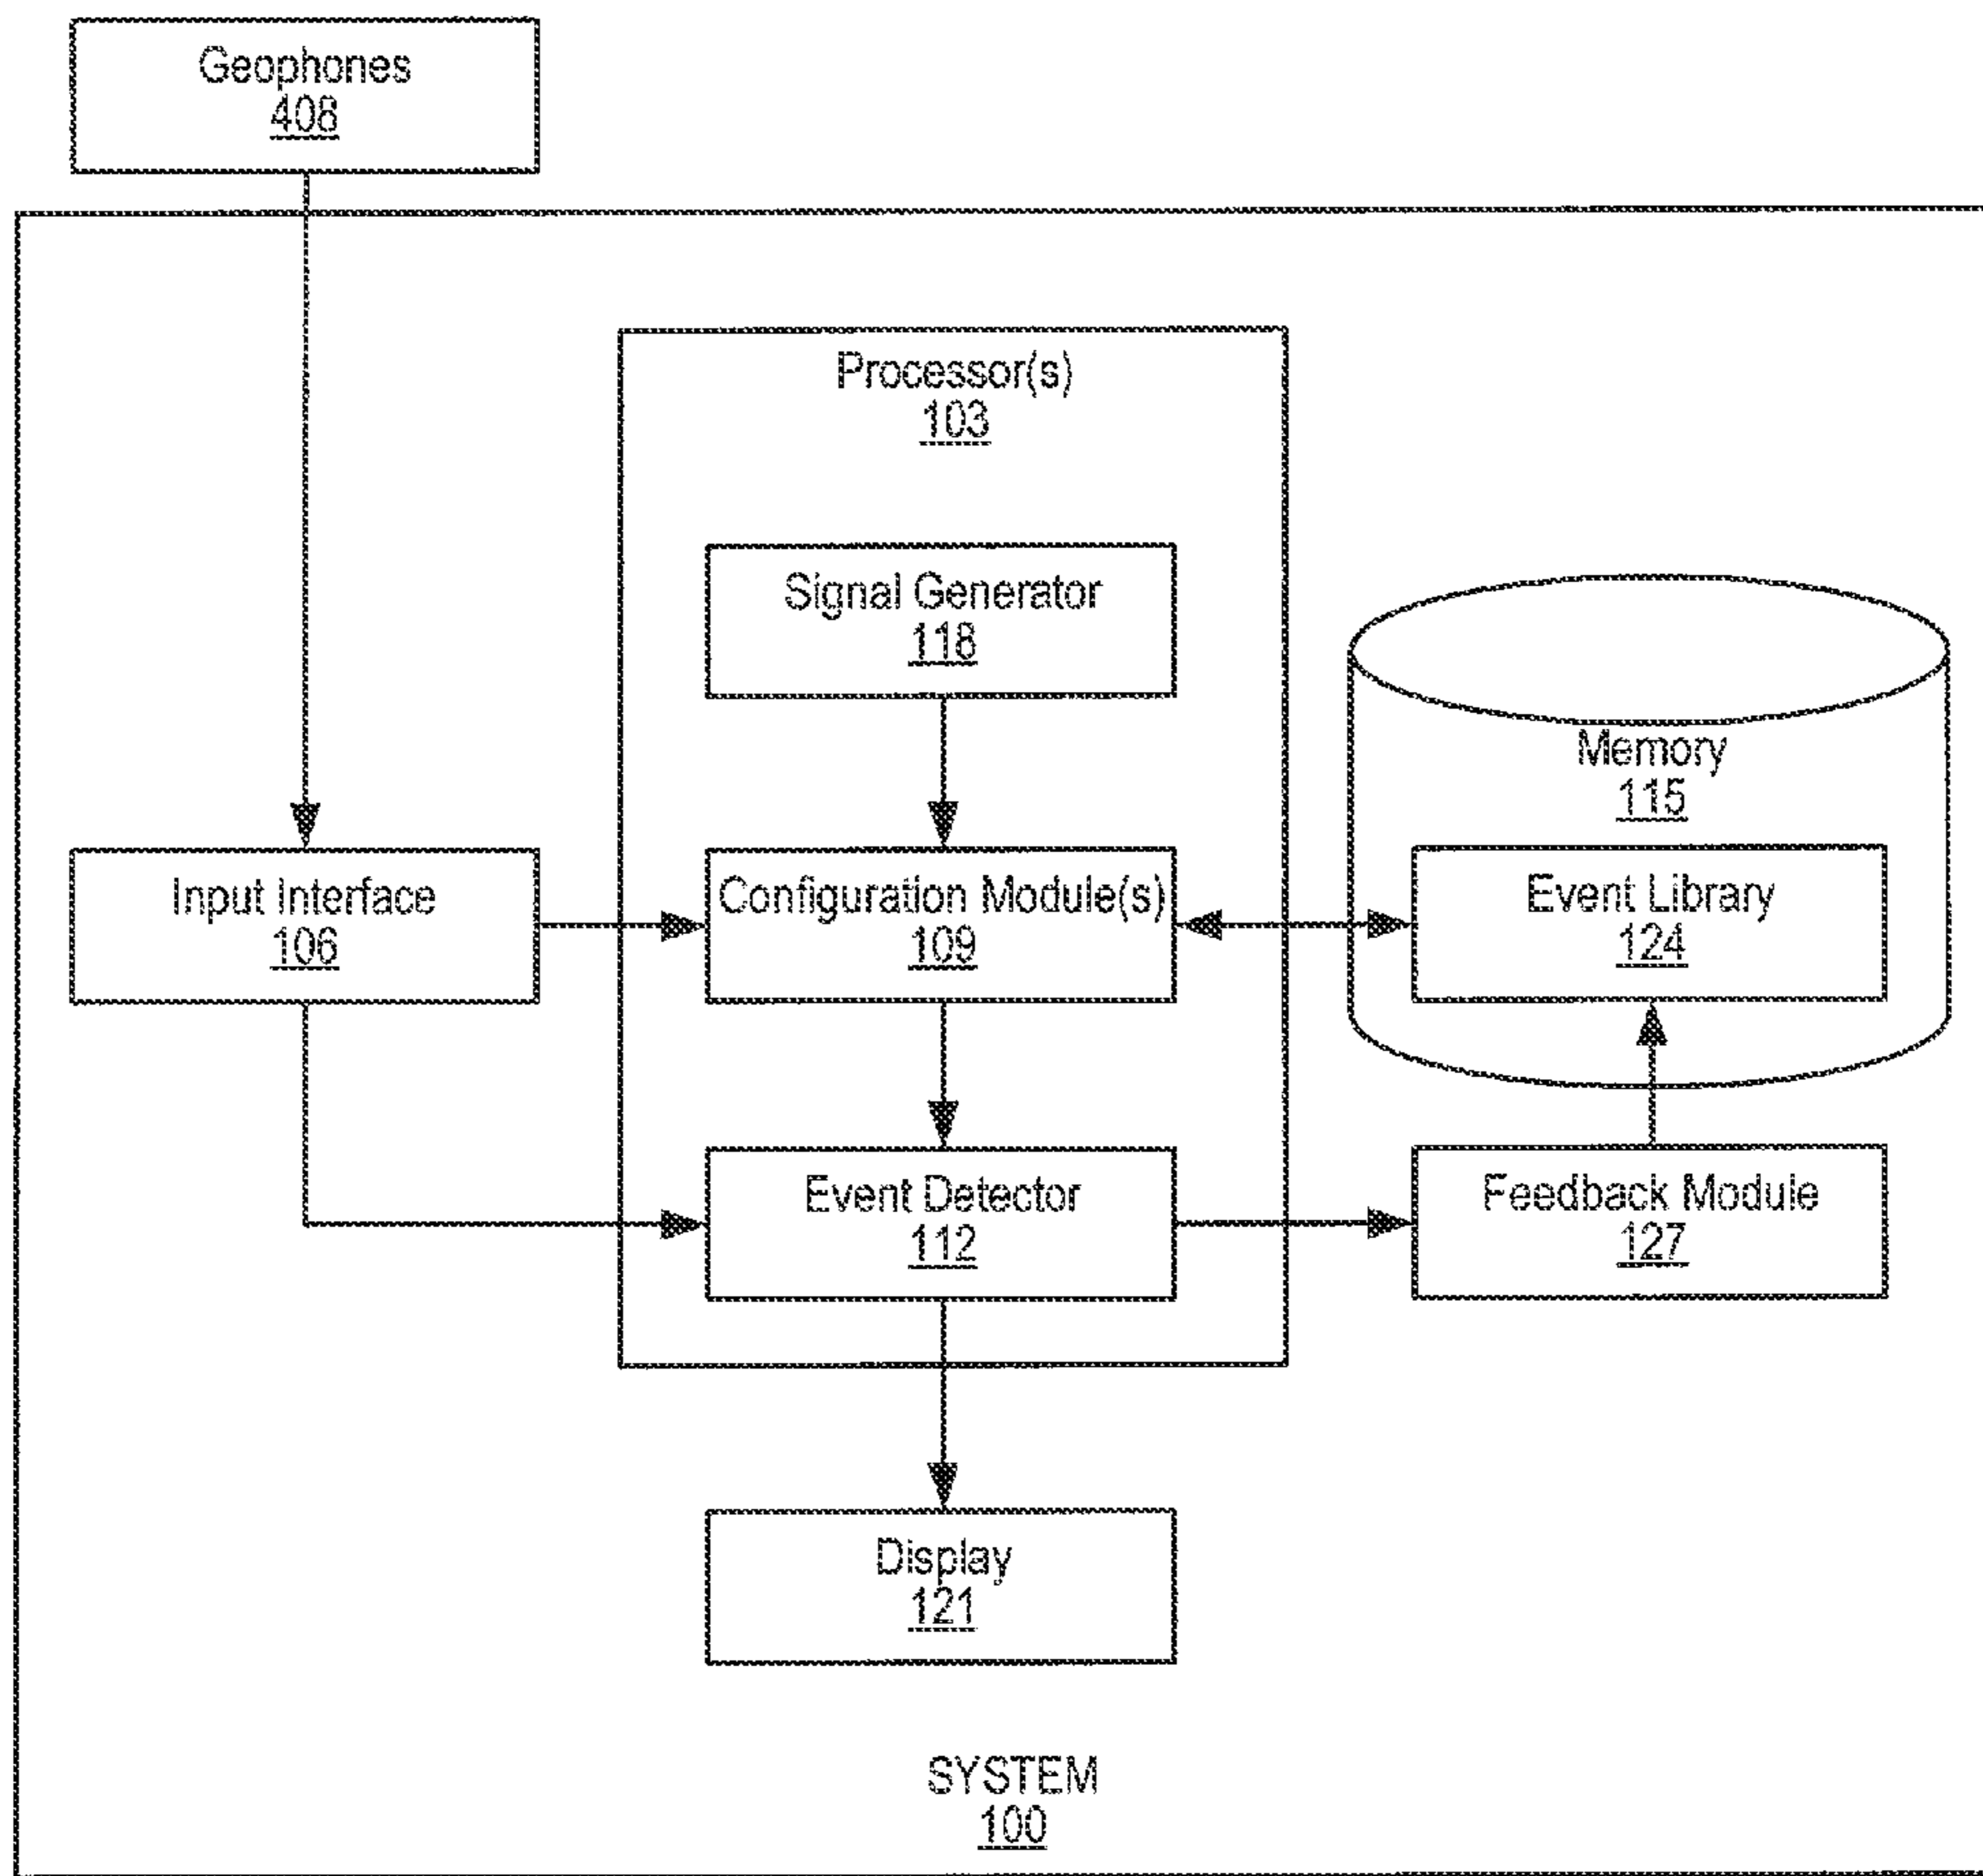 Geophones
408
Processor(s)
103
Signal Generator
118
Memory
115
Input Interface
106
Configuration Module(s)
109
Event Library
124
Event Detector
112
Feedback Module
127
Display
121
SYSTEM
100